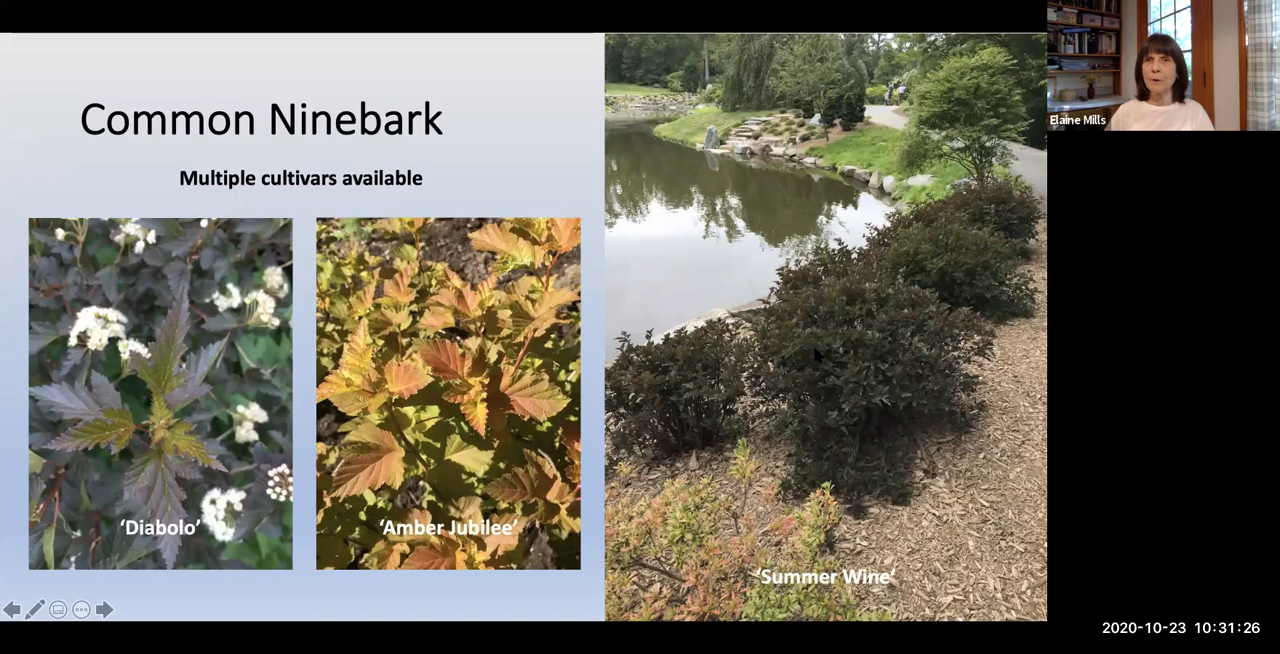 Common Ninebark
Multiple cultivars available
‘Diabolo’
‘Amber Jubilee’
‘Summer Wine’
Elaine Mills
2020-10-23 10:31:26